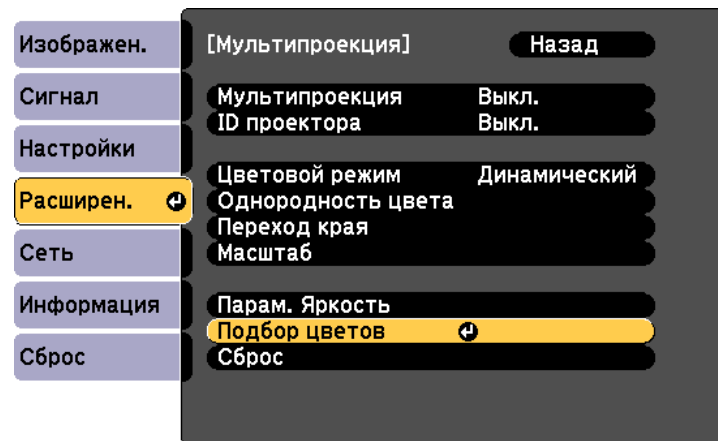 Изображен.
Сигнал
Настройки
Расширен.
Сеть
Информация
Сброс
[Мультипроекция] Назад
Мультипроекция Выкл.
ID проектора Выкл.
Цветовой режим Динамический
Однородность цвета
Переход края
Масштаб
Парам. Яркость
Подбор цветов
Сброс